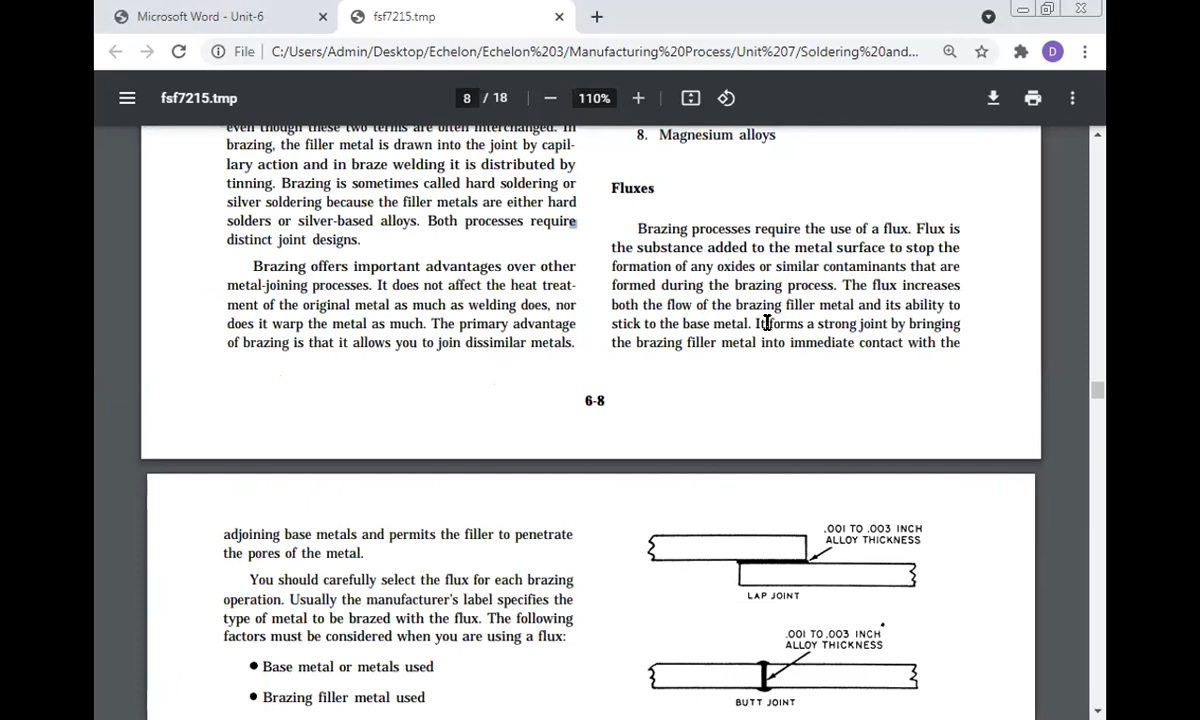 Microsoft Word - Unit-6
fsf7215.tmp
File
C:/Users/Admin/Desktop/Echelon/Echelon%203/Manufacturing%20Process/Unit%207/Soldering%20and...
D
fsf7215.tmp
8 / 18
110%
even though these two terms are often interchanged. In
brazing, the filler metal is drawn into the joint by capil-
lary action and in braze welding it is distributed by
tinning. Brazing is sometimes called hard soldering or
silver soldering because the filler metals are either hard
solders or silver-based alloys. Both processes require
distinct joint designs.
Brazing offers important advantages over other
metal-joining processes. It does not affect the heat treat-
ment of the original metal as much as welding does, nor
does it warp the metal as much. The primary advantage
of brazing is that it allows you to join dissimilar metals.
8. Magnesium alloys
Fluxes
Brazing processes require the use of a flux. Flux is
the substance added to the metal surface to stop the
formation of any oxides or similar contaminants that are
formed during the brazing process. The flux increases
both the flow of the brazing filler metal and its ability to
stick to the base metal. It forms a strong joint by bringing
the brazing filler metal into immediate contact with the
6-8
adjoining base metals and permits the filler to penetrate
the pores of the metal.
You should carefully select the flux for each brazing
operation. Usually the manufacturer's label specifies the
type of metal to be brazed with the flux. The following
factors must be considered when you are using a flux:
● Base metal or metals used
● Brazing filler metal used
.001 TO .003 INCH
ALLOY THICKNESS
LAP JOINT
.001 TO .003 INCH
ALLOY THICKNESS
BUTT JOINT